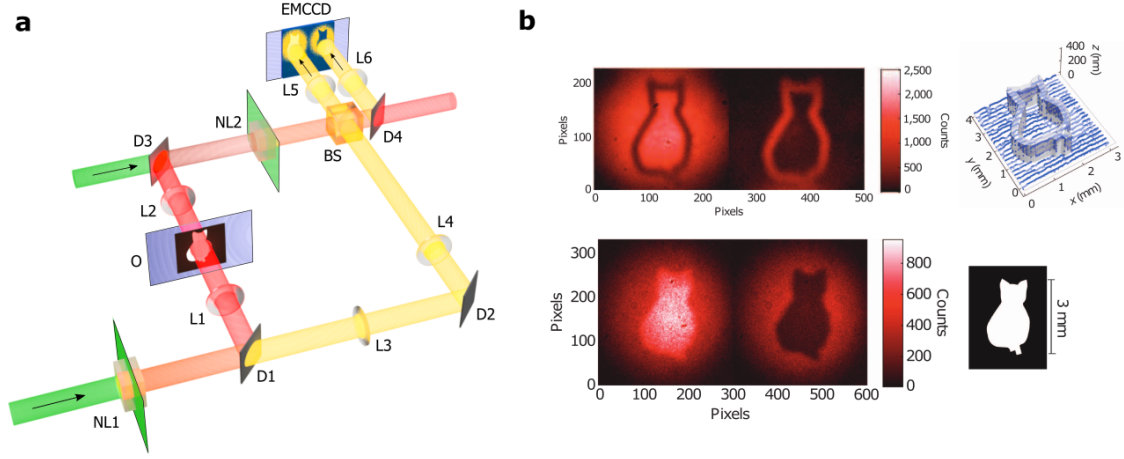 a
EMCCD
L6
L5
D3
NL2
BS
D4
L2
O
L4
L1
D2
L3
D1
NL1
b
Pixels
200
100
0
0
100
200
300
400
500
Pixels
2,500
2,000
1,500
1,000
500
0
Counts
400
200
0
z (nm)
4
3
2
1
0
y (mm)
0
1
2
3
x (mm)
Pixels
300
200
100
0
0
100
200
300
400
500
600
Pixels
800
600
400
200
0
Counts
3 mm